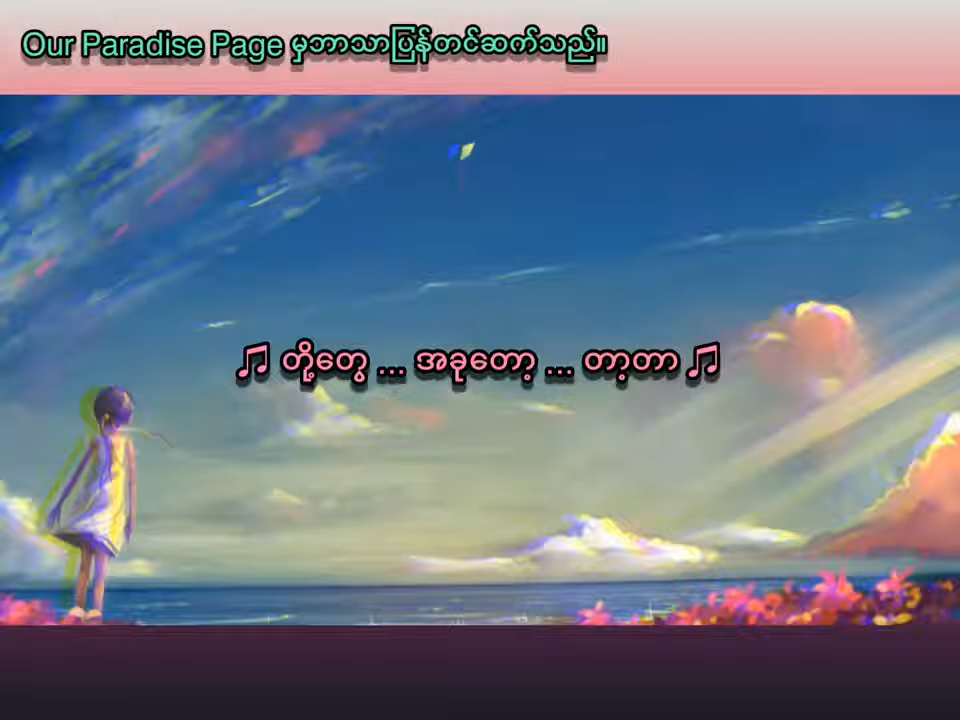 Our Paradise Page မှဘာသာပြန်တင်ဆက်သည်။
♫ တို့တွေ ... အခုတော့ ... တာ့တာ ♫